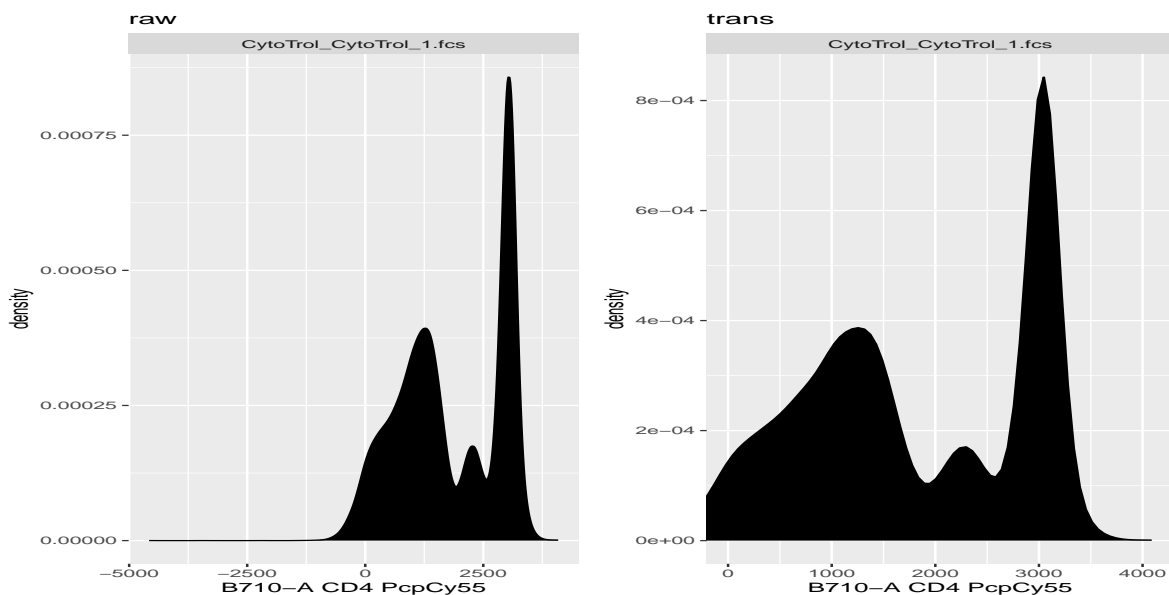 raw
CytoTrol_CytoTrol_1.fcs
0.00075
0.00050
0.00025
0.00000
density
−5000 −2500 0 2500
B710−A CD4 PcpCy55
trans
CytoTrol_CytoTrol_1.fcs
8e−04
6e−04
4e−04
2e−04
0e+00
density
0 1000 2000 3000 4000
B710−A CD4 PcpCy55